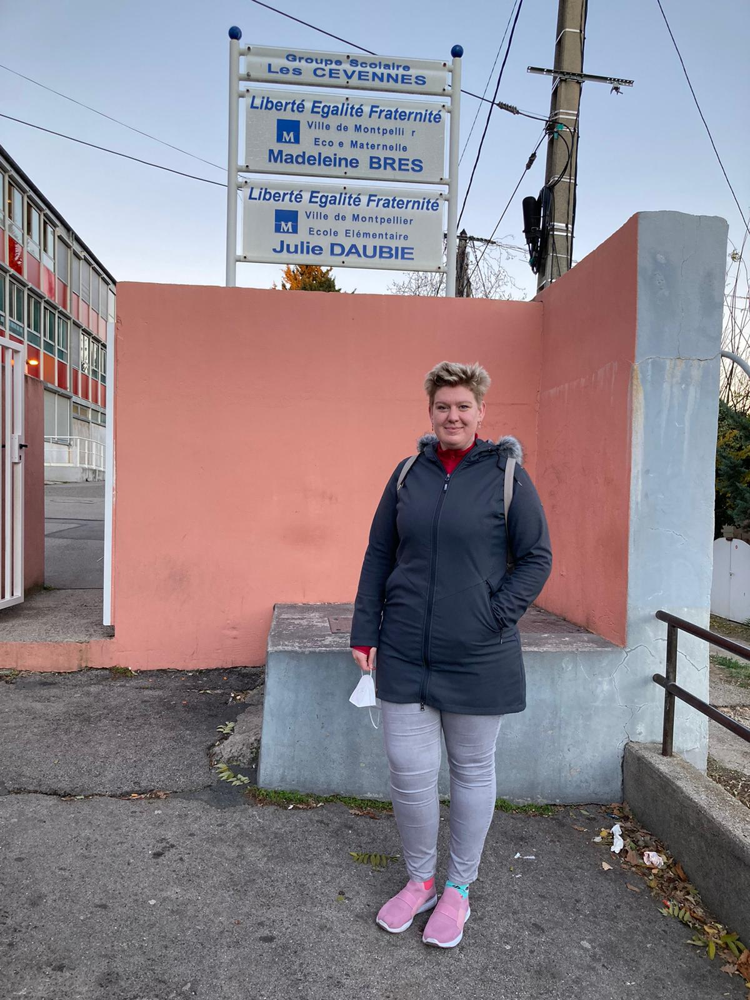 Groupe Scolaire
Les CEVENNES
Liberté Egalité Fraternité
M
Ville de Montpelli r
Eco e Maternelle
Madeleine BRES
Liberté Egalité Fraternité
M
Ville de Montpellier
Ecole Elémentaire
Julie DAUBIE